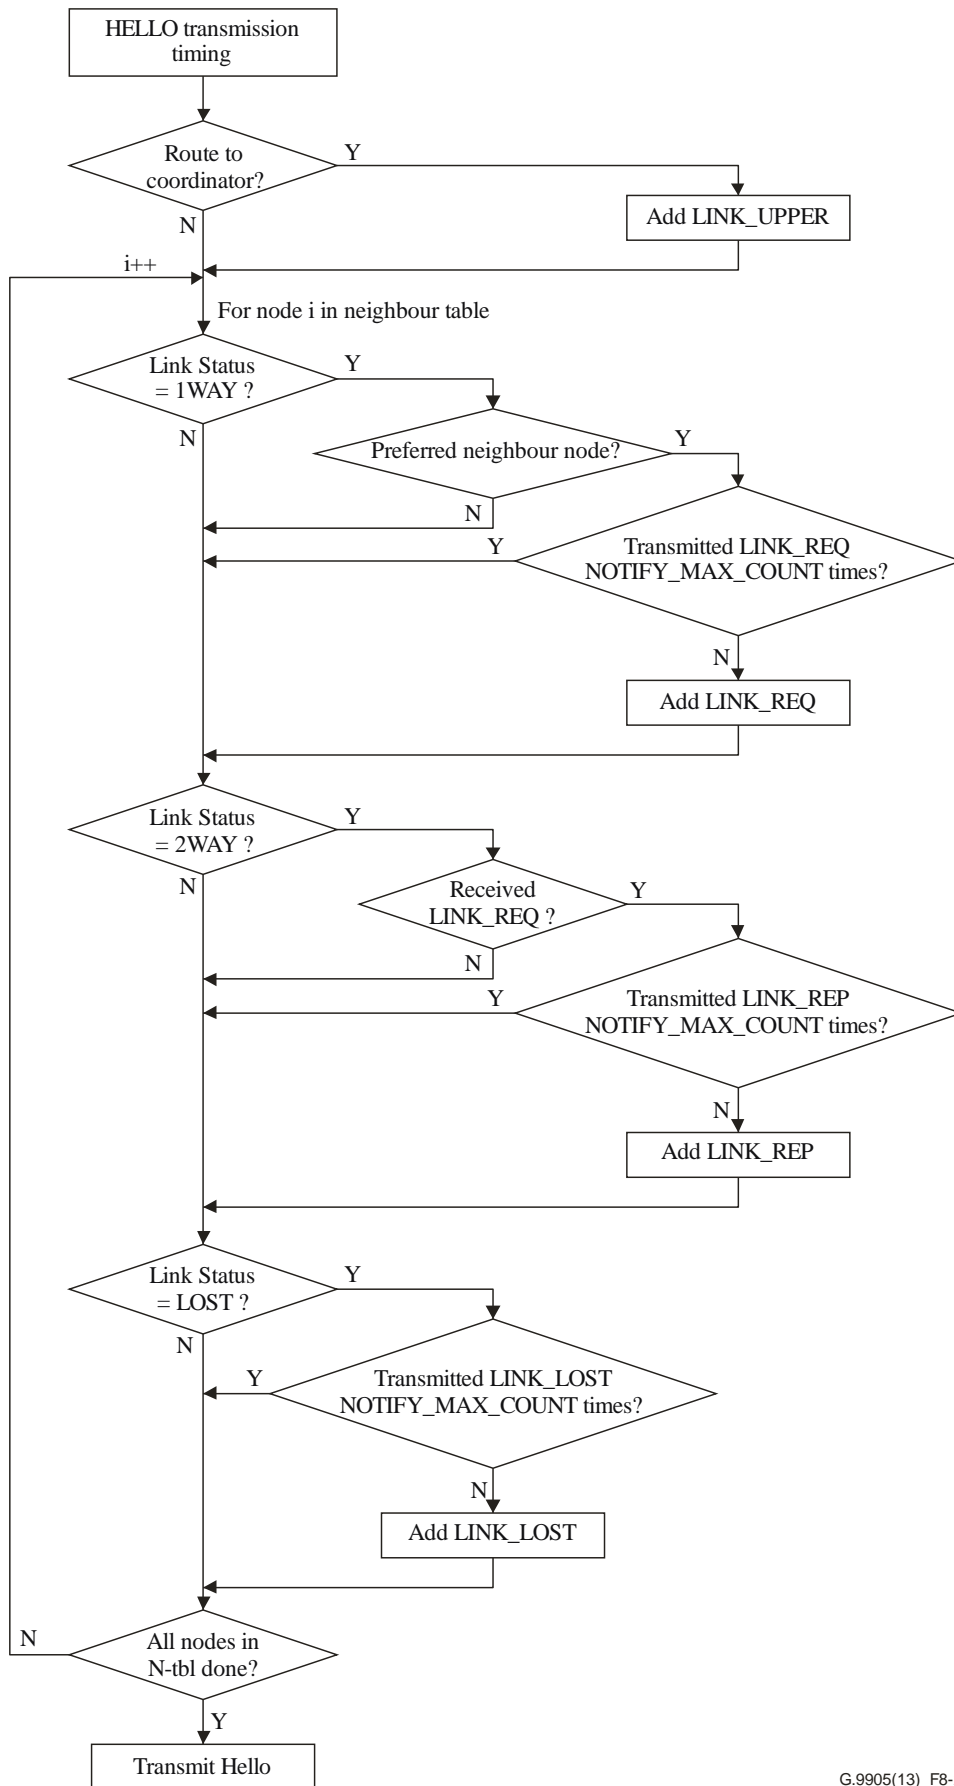 HELLO transmission
timing
Route to
coordinator?
Y
N
Add LINK_UPPER
i++
For node i in neighbour table
Link Status
= 1WAY ?
Y
N
Preferred neighbour node?
Y
N
Transmitted LINK_REQ
NOTIFY_MAX_COUNT times?
Y
N
Add LINK_REQ
Link Status
= 2WAY ?
Y
N
Received
LINK_REQ ?
Y
N
Transmitted LINK_REP
NOTIFY_MAX_COUNT times?
Y
N
Add LINK_REP
Link Status
= LOST ?
Y
N
Transmitted LINK_LOST
NOTIFY_MAX_COUNT times?
Y
N
Add LINK_LOST
All nodes in
N-tbl done?
N
Y
Transmit Hello
G.9905(13)_F8-